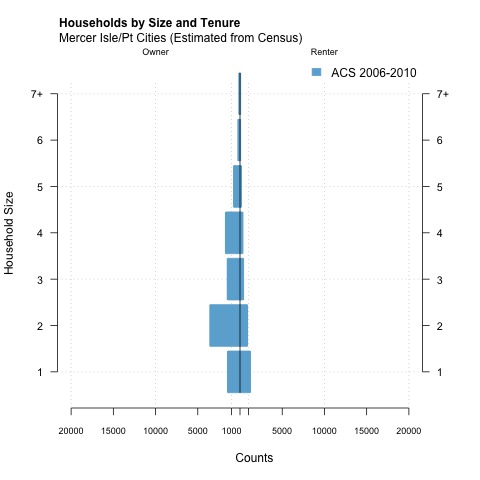 Households by Size and Tenure
Mercer Isle/Pt Cities (Estimated from Census)
Owner Renter
ACS 2006-2010
7+ 7+
6 6
5 5
4 4
3 3
2 2
1 1
Household Size
20000 15000 10000 5000 1000 5000 10000 15000 20000
Counts